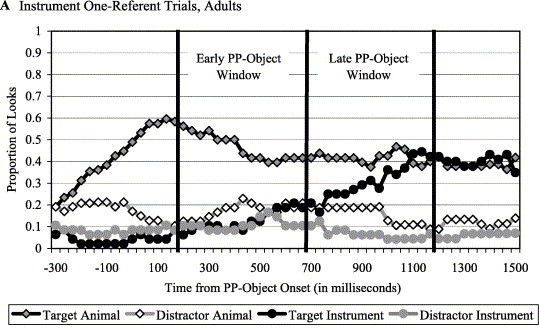 A Instrument One-Referent Trials, Adults
Early PP-Object
Window
Late PP-Object
Window
Proportion of Looks
1
0.9
0.8
0.7
0.6
0.5
0.4
0.3
0.2
0.1
0
-300 -100 100 300 500 700 900 1100 1300 1500
Time from PP-Object Onset (in milliseconds)
Target Animal Distractor Animal Target Instrument Distractor Instrument